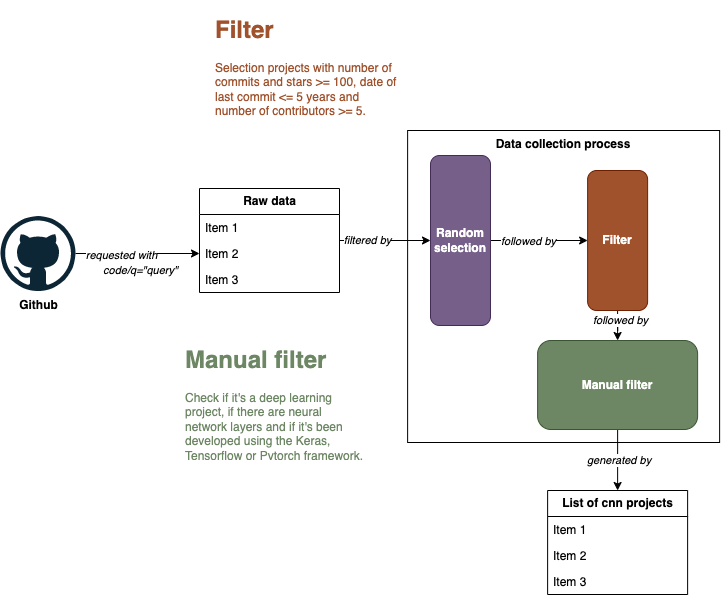 Filter
Selection projects with number of
commits and stars >= 100, date of
last commit <= 5 years and
number of contributors >= 5.
Data collection process
Raw data
Item 1
Item 2
Item 3
Github
requested with
code/q="query"
filtered by
Random
selection
followed by
Filter
followed by
Manual filter
Manual filter
Check if it's a deep learning
project, if there are neural
network layers and if it's been
developed using the Keras,
Tensorflow or Pytorch framework.
generated by
List of cnn projects
Item 1
Item 2
Item 3